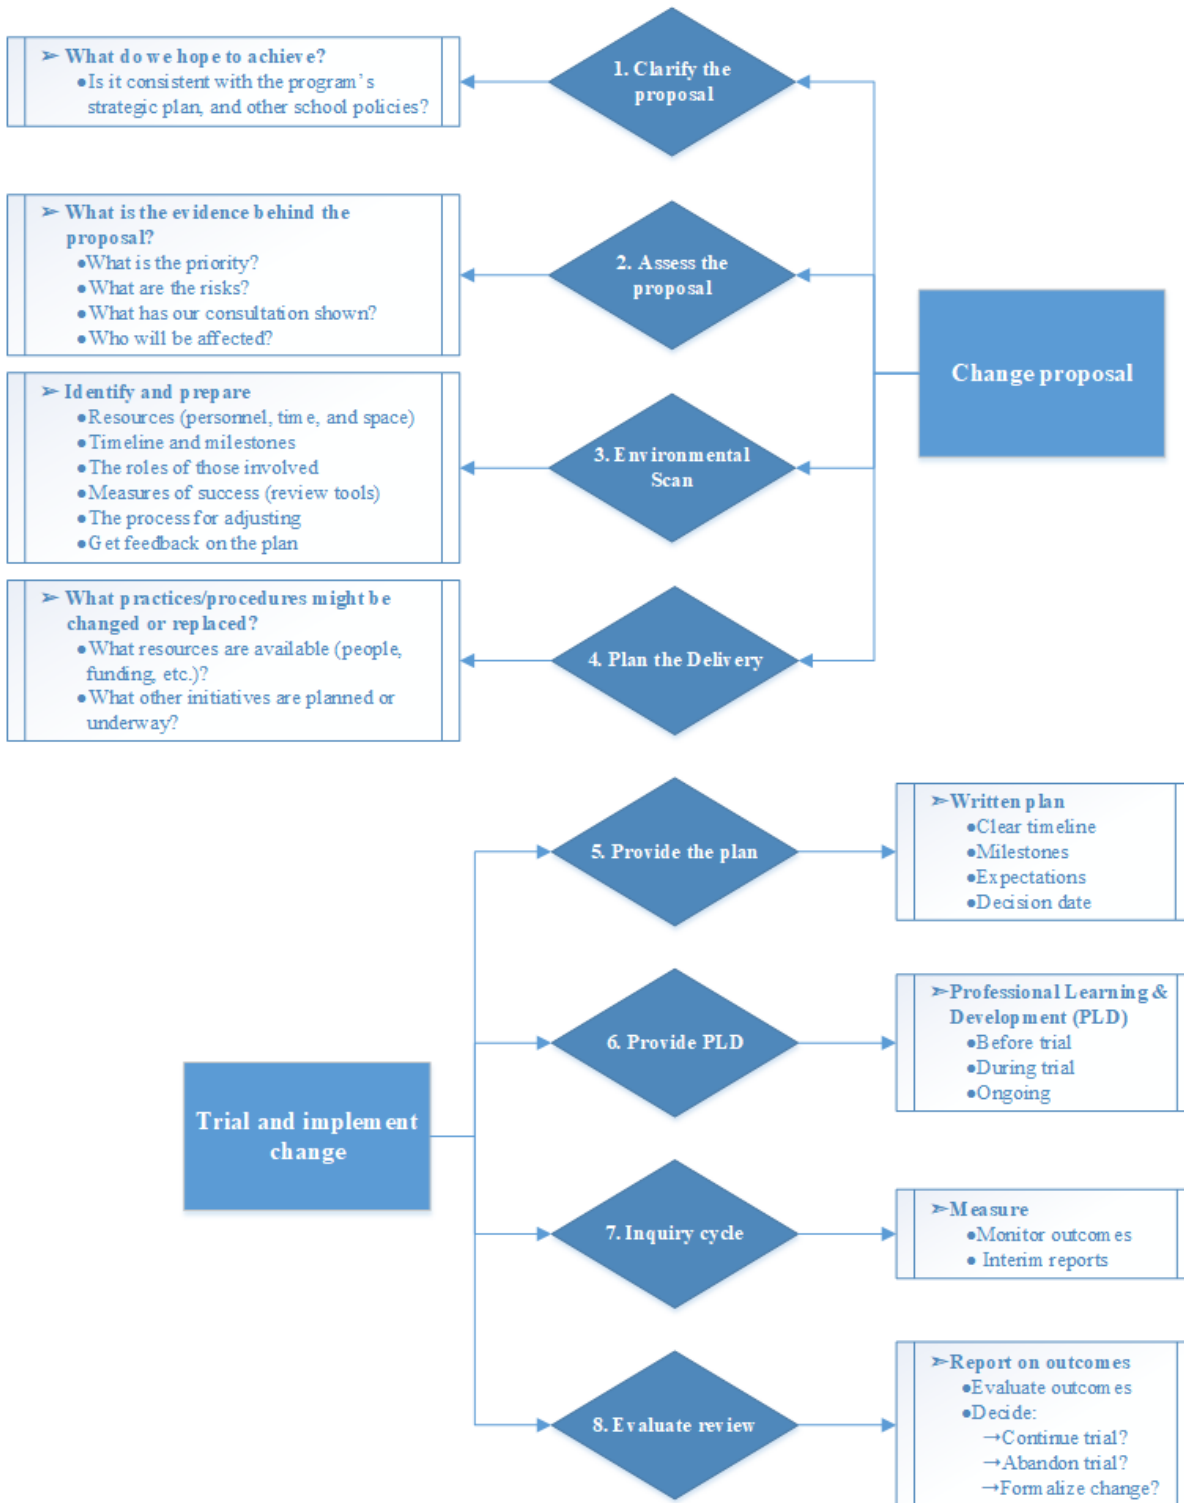 ➢ What do we hope to achieve?
●Is it consistent with the program's
strategic plan, and other school policies?
1. Clarify the
proposal
➢ What is the evidence behind the
proposal?
●What is the priority?
●What are the risks?
●What has our consultation shown?
●Who will be affected?
2. Assess the
proposal
Change proposal
➢ Identify and prepare
●Resources (personnel, time, and space)
●Timeline and milestones
●The roles of those involved
●Measures of success (review tools)
●The process for adjusting
●Get feedback on the plan
3. Environmental
Scan
➢ What practices/procedures might be
changed or replaced?
●What resources are available (people,
funding, etc.)?
●What other initiatives are planned or
underway?
4. Plan the Delivery
5. Provide the plan
➢Written plan
●Clear timeline
●Milestones
●Expectations
●Decision date
6. Provide PLD
➢Professional Learning &
Development (PLD)
●Before trial
●During trial
●Ongoing
Trial and implement
change
7. Inquiry cycle
➢Measure
●Monitor outcomes
● Interim reports
8. Evaluate review
➢Report on outcomes
●Evaluate outcomes
●Decide:
→Continue trial?
→Abandon trial?
→Formalize change?